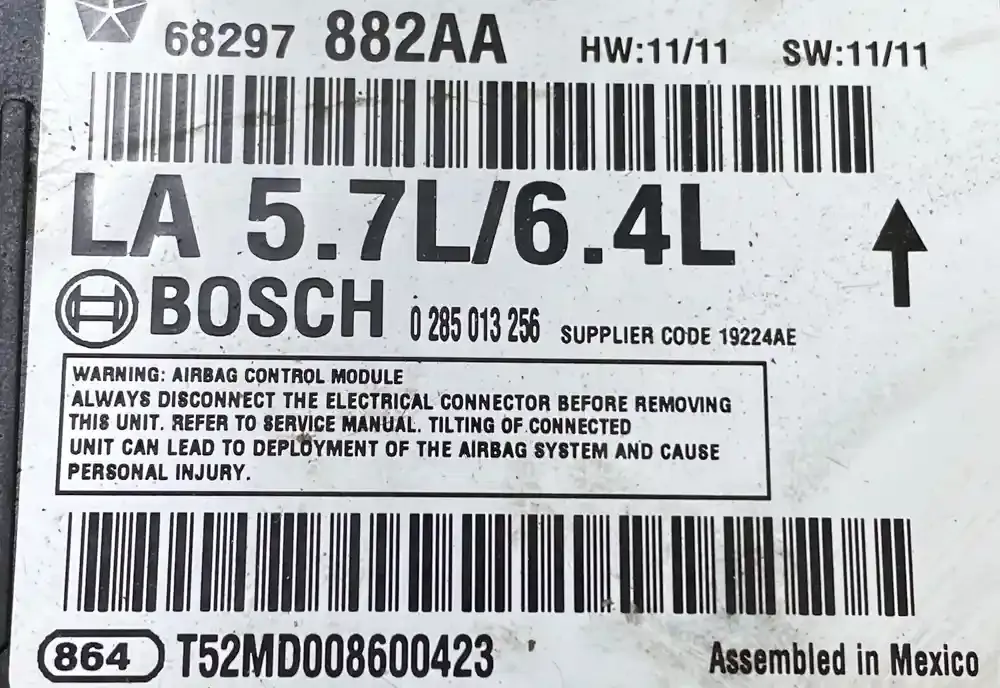 68297 882AA HW:11/11 SW:11/11
LA 5.7L/6.4L
BOSCH 0 285 013 256 SUPPLIER CODE 19224AE
WARNING: AIRBAG CONTROL MODULE
ALWAYS DISCONNECT THE ELECTRICAL CONNECTOR BEFORE REMOVING
THIS UNIT. REFER TO SERVICE MANUAL. TILTING OF CONNECTED
UNIT CAN LEAD TO DEPLOYMENT OF THE AIRBAG SYSTEM AND CAUSE
PERSONAL INJURY.
864 T52MD008600423 Assembled in Mexico